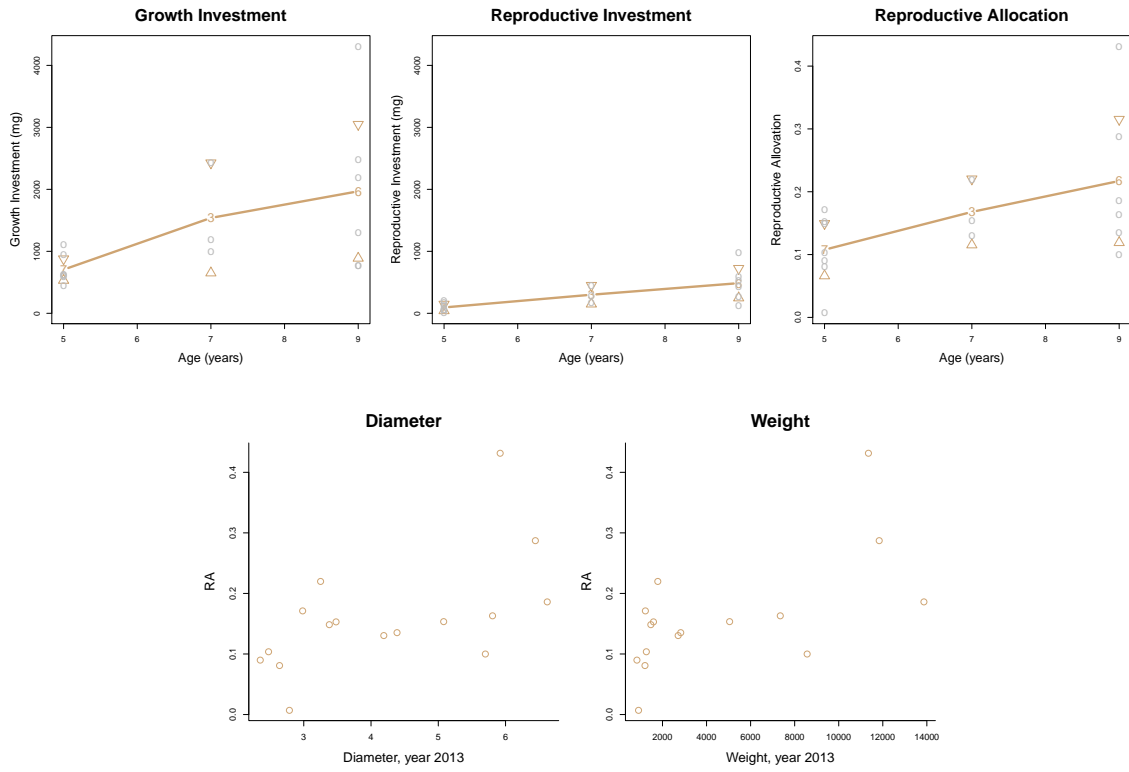 Growth Investment
Growth Investment (mg)
0 1000 2000 3000 4000
7 3 6
5 6 7 8 9
Age (years)
Reproductive Investment
Reproductive Investment (mg)
0 1000 2000 3000 4000
5 6 7 8 9
Age (years)
Reproductive Allocation
Reproductive Allovation
0.0 0.1 0.2 0.3 0.4
7 3 6
5 6 7 8 9
Age (years)
Diameter
RA
0.0 0.1 0.2 0.3 0.4
3 4 5 6
Diameter, year 2013
Weight
RA
0.0 0.1 0.2 0.3 0.4
2000 4000 6000 8000 10000 12000 14000
Weight, year 2013